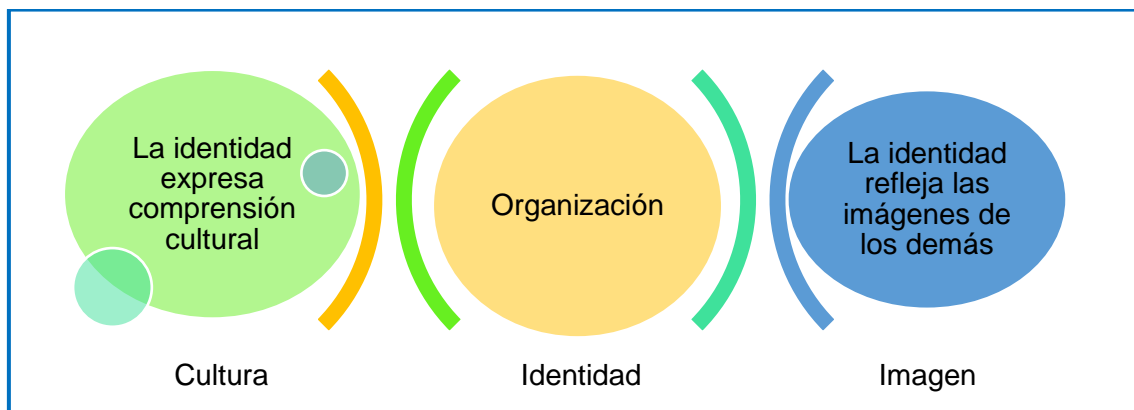 La identidad
expresa
comprensión
cultural
Organización
La identidad
refleja las
imágenes de
los demás
Cultura
Identidad
Imagen